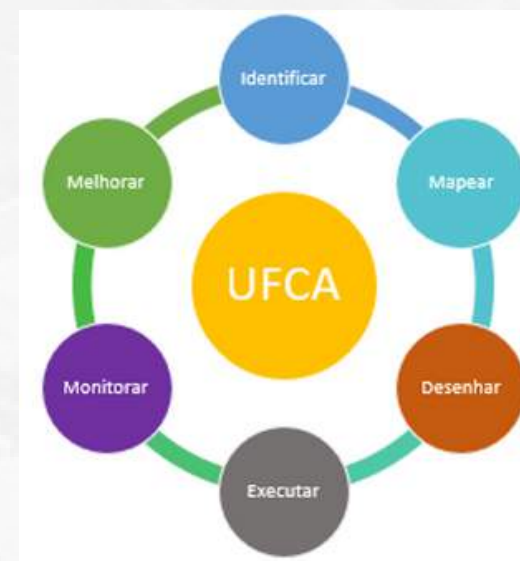 Identificar
Mapear
Desenhar
Executar
Monitorar
Melhorar
UFCA